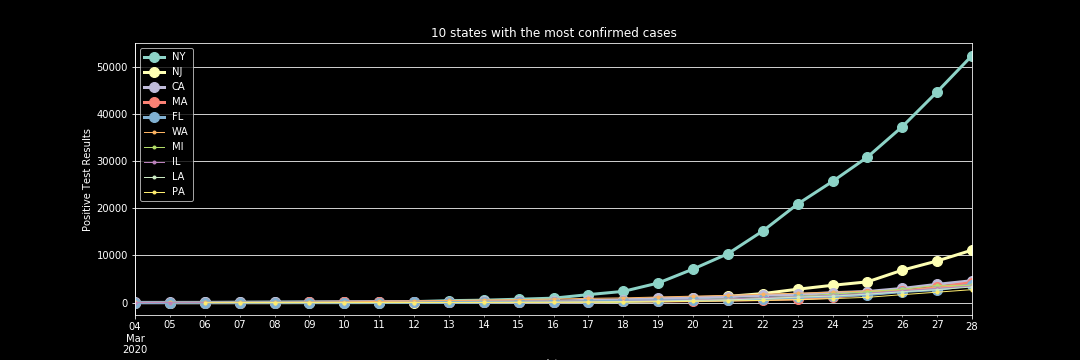 10 states with the most confirmed cases
Positive Test Results
50000
40000
30000
20000
10000
0
NY
NJ
CA
MA
FL
WA
MI
IL
LA
PA
04 05 06 07 08 09 10 11 12 13 14 15 16 17 18 19 20 21 22 23 24 25 26 27 28
Mar
2020